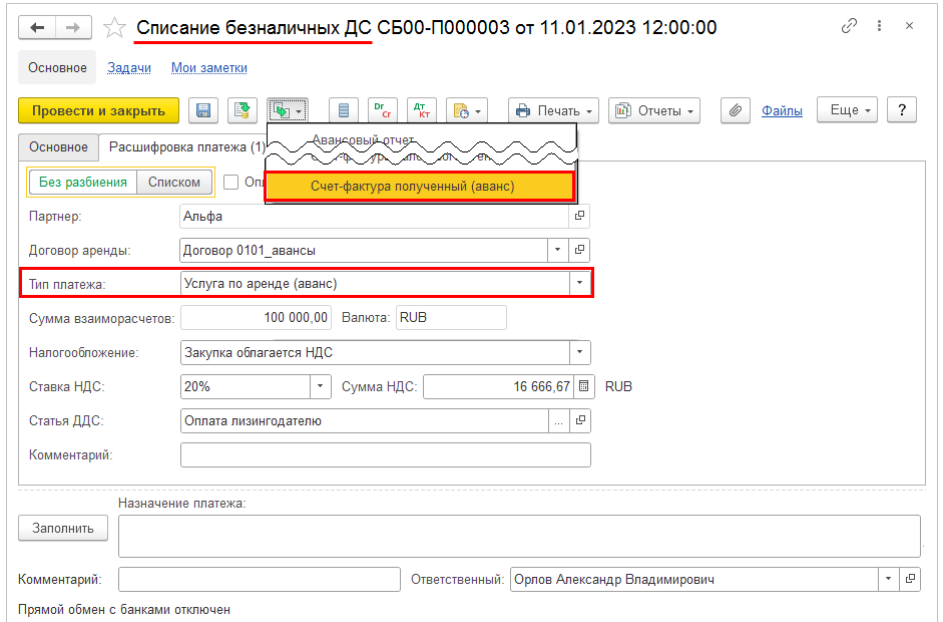 Списание безналичных ДС СБ00-П000003 от 11.01.2023 12:00:00
Основное Задачи Мои заметки
Провести и закрыть Dr Cr Дт Кт Печать Отчеты Файлы Еще ?
Авансовый отчет
Основное Расшифровка платежа (1)
Счет-фактура полученный (аванс)
Без разбиения Списком
Партнер: Альфа
Договор аренды: Договор 0101_авансы
Тип платежа: Услуга по аренде (аванс)
Сумма взаиморасчетов: 100 000,00 Валюта: RUB
Налогообложение: Закупка облагается НДС
Ставка НДС: 20% Сумма НДС: 16 666,67 RUB
Статья ДДС: Оплата лизингодателю ...
Комментарий:
Назначение платежа:
Заполнить
Комментарий: Ответственный: Орлов Александр Владимирович
Прямой обмен с банками отключен